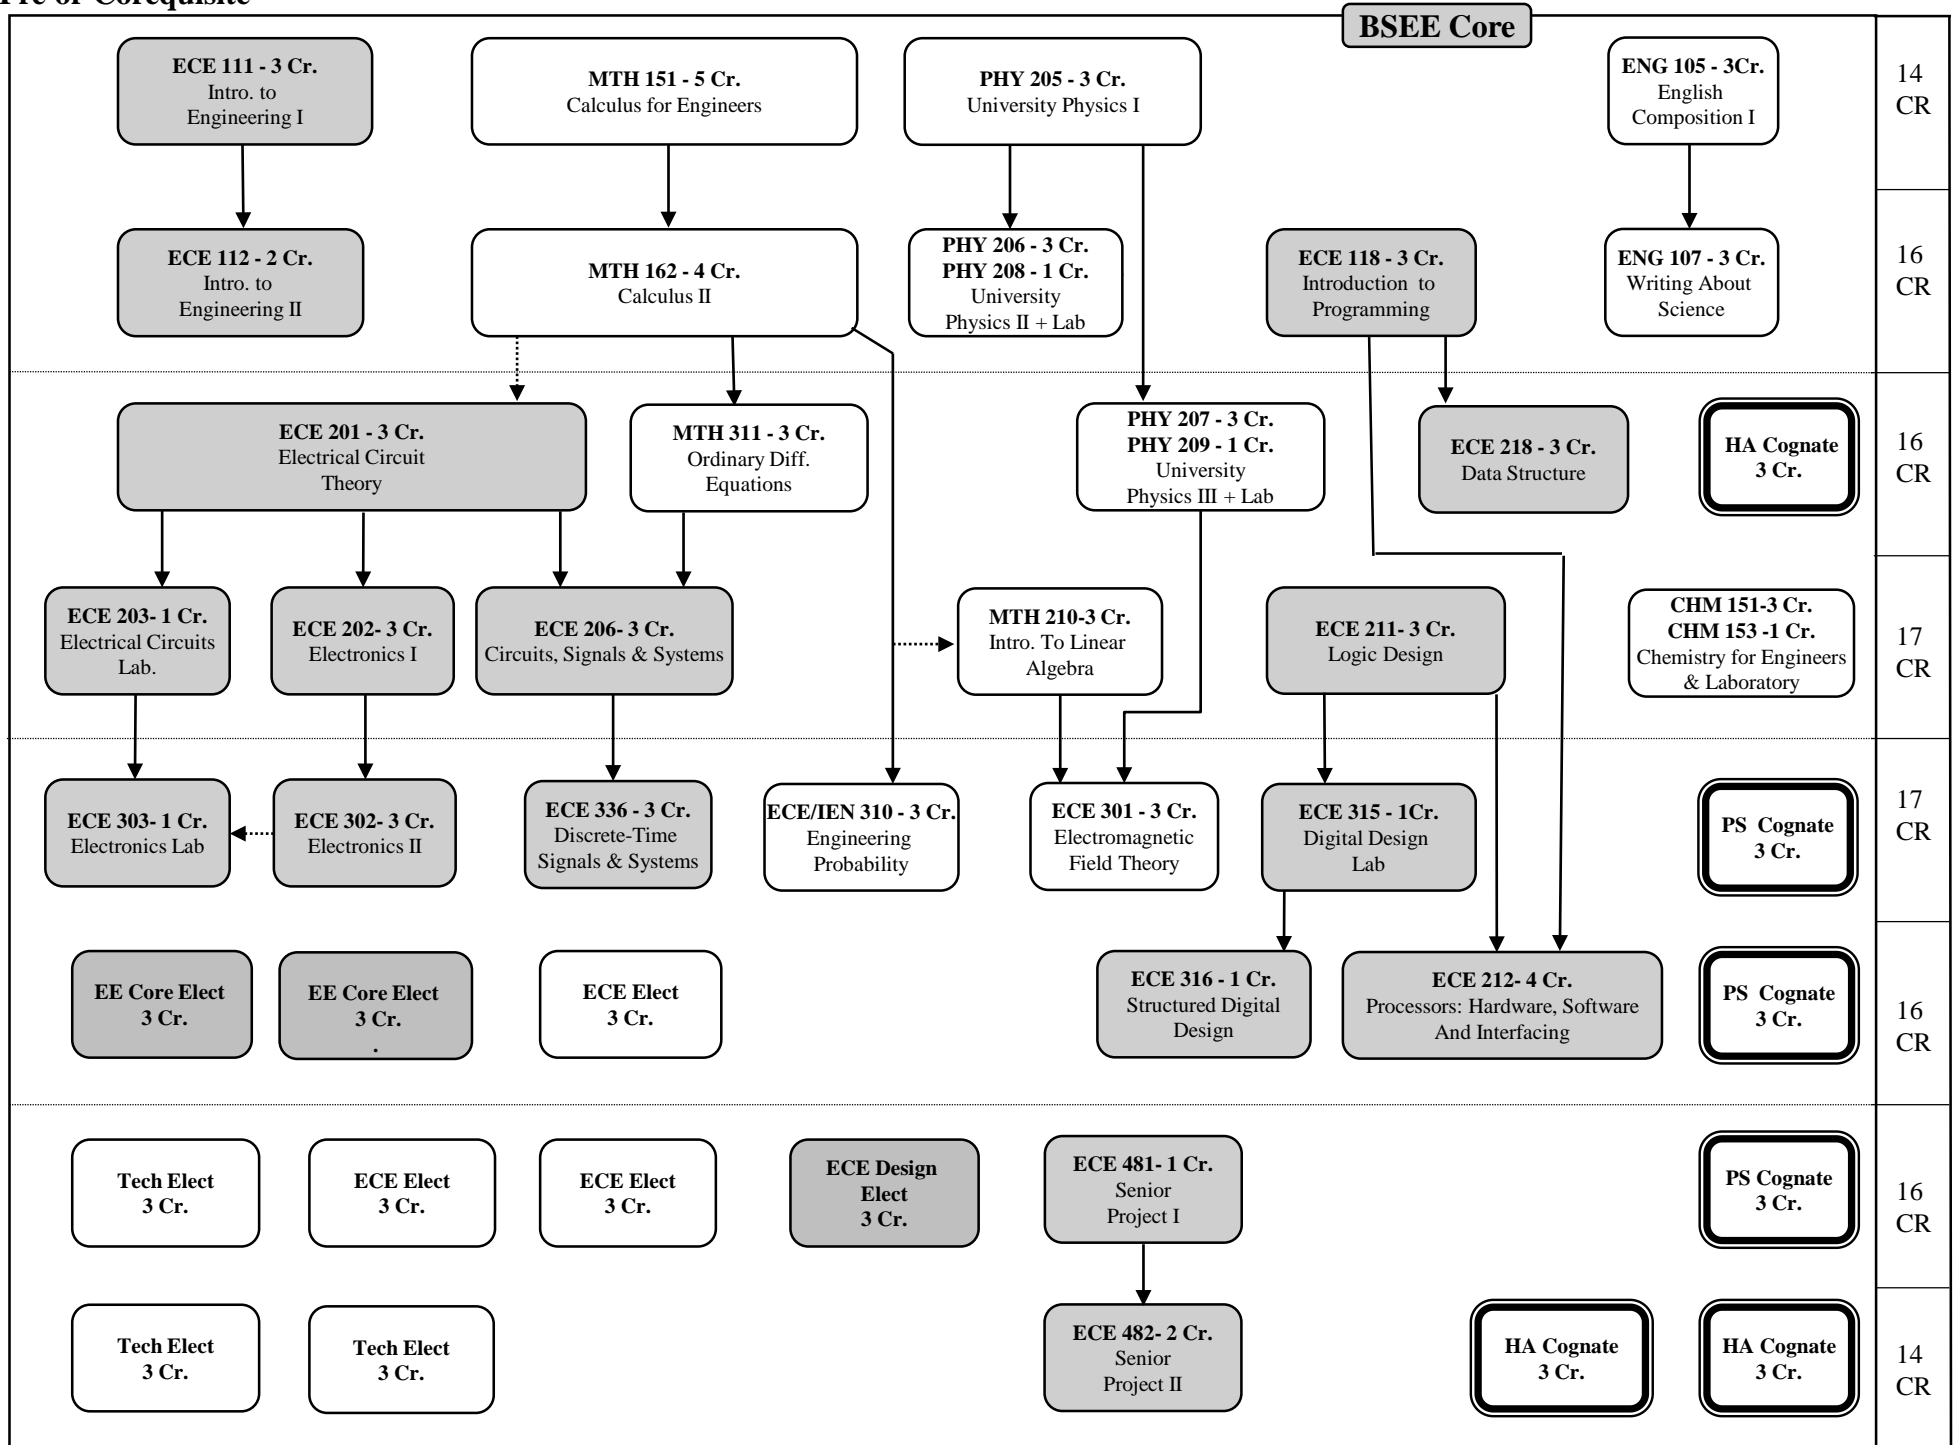 Pre or Corequisite
BSEE Core
ECE 111 - 3 Cr.
Intro. to
Engineering I
MTH 151 - 5 Cr.
Calculus for Engineers
PHY 205 - 3 Cr.
University Physics I
ENG 105 - 3Cr.
English
Composition I
14
CR
ECE 112 - 2 Cr.
Intro. to
Engineering II
MTH 162 - 4 Cr.
Calculus II
PHY 206 - 3 Cr.
PHY 208 - 1 Cr.
University
Physics II + Lab
ECE 118 - 3 Cr.
Introduction to
Programming
ENG 107 - 3 Cr.
Writing About
Science
16
CR
ECE 201 - 3 Cr.
Electrical Circuit
Theory
MTH 311 - 3 Cr.
Ordinary Diff.
Equations
PHY 207 - 3 Cr.
PHY 209 - 1 Cr.
University
Physics III + Lab
ECE 218 - 3 Cr.
Data Structure
HA Cognate
3 Cr.
16
CR
ECE 203- 1 Cr.
Electrical Circuits
Lab.
ECE 202- 3 Cr.
Electronics I
ECE 206- 3 Cr.
Circuits, Signals & Systems
MTH 210-3 Cr.
Intro. To Linear
Algebra
ECE 211- 3 Cr.
Logic Design
CHM 151-3 Cr.
CHM 153 -1 Cr.
Chemistry for Engineers
& Laboratory
17
CR
ECE 303- 1 Cr.
Electronics Lab
ECE 302- 3 Cr.
Electronics II
ECE 336 - 3 Cr.
Discrete-Time
Signals & Systems
ECE/IEN 310 - 3 Cr.
Engineering
Probability
ECE 301 - 3 Cr.
Electromagnetic
Field Theory
ECE 315 - 1Cr.
Digital Design
Lab
PS Cognate
3 Cr.
17
CR
EE Core Elect
3 Cr.
EE Core Elect
3 Cr.
.
ECE Elect
3 Cr.
ECE 316 - 1 Cr.
Structured Digital
Design
ECE 212- 4 Cr.
Processors: Hardware, Software
And Interfacing
PS Cognate
3 Cr.
16
CR
Tech Elect
3 Cr.
ECE Elect
3 Cr.
ECE Elect
3 Cr.
ECE Design
Elect
3 Cr.
ECE 481- 1 Cr.
Senior
Project I
PS Cognate
3 Cr.
16
CR
Tech Elect
3 Cr.
Tech Elect
3 Cr.
ECE 482- 2 Cr.
Senior
Project II
HA Cognate
3 Cr.
HA Cognate
3 Cr.
14
CR